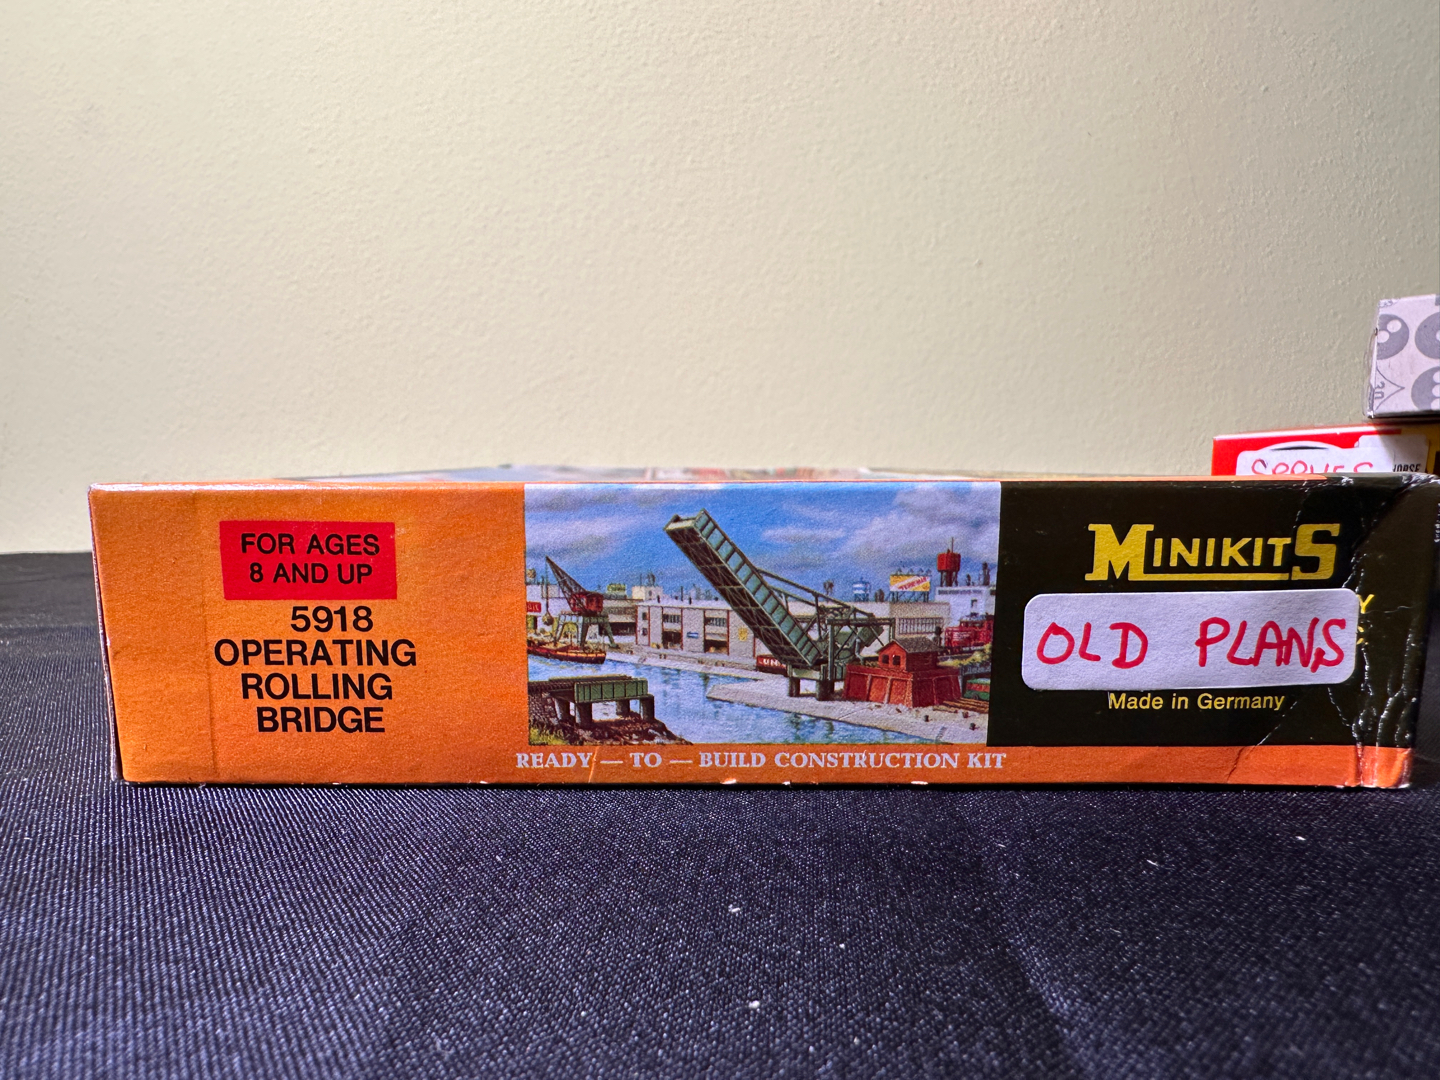 FOR AGES
8 AND UP
5918
OPERATING
ROLLING
BRIDGE
READY — TO — BUILD CONSTRUCTION KIT
MINIKITS
OLD PLANS
Made in Germany